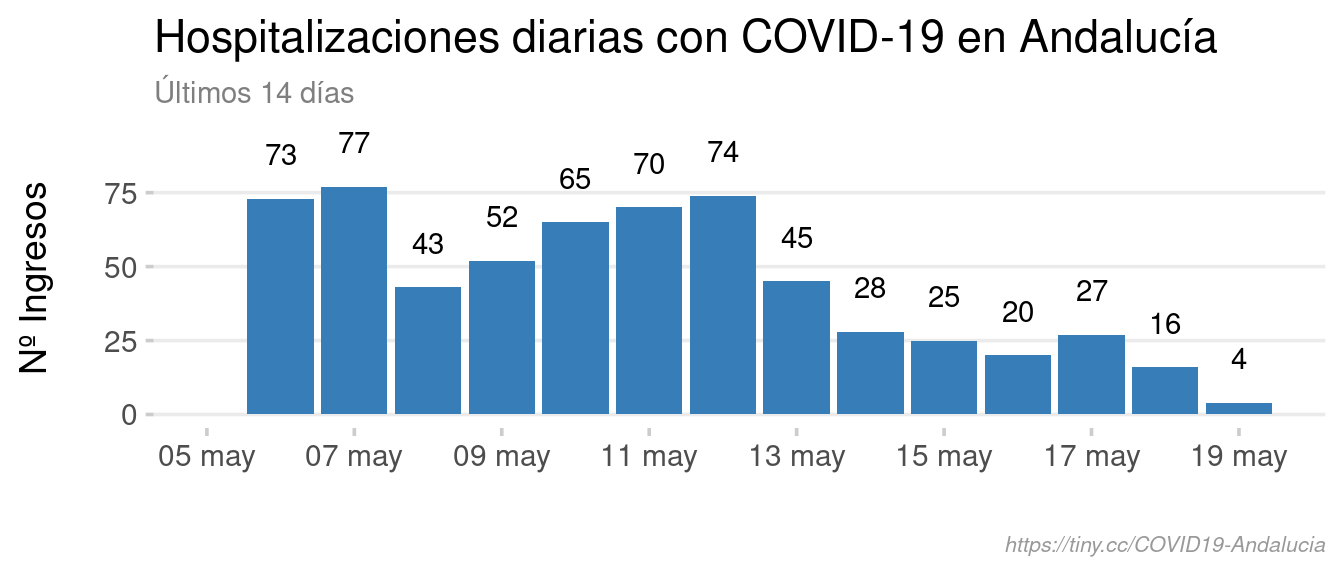 Hospitalizaciones diarias con COVID-19 en Andalucía
Últimos 14 días
Nº Ingresos
75
50
25
0
73
77
43
52
65
70
74
45
28
25
20
27
16
4
05 may
07 may
09 may
11 may
13 may
15 may
17 may
19 may
https://tiny.cc/COVID19-Andalucia